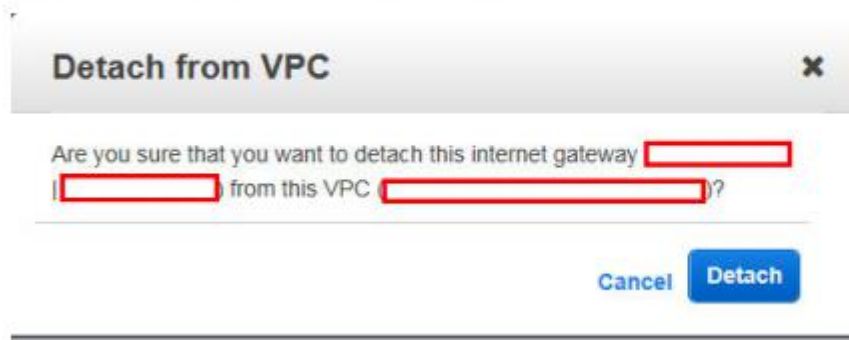 Detach from VPC ✖
Are you sure that you want to detach this internet gateway
| ) from this VPC ( )?
Cancel Detach